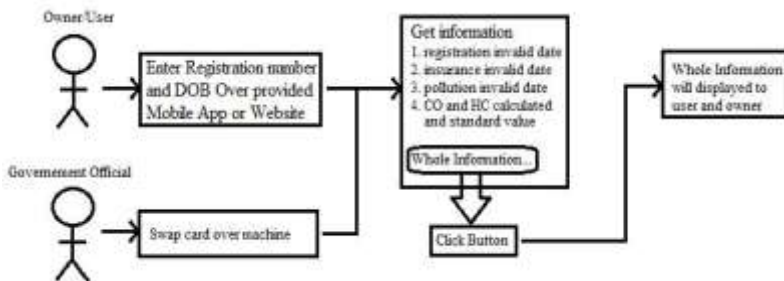 Owner/User
Enter Registration number
and DOB Over provided
Mobile App or Website
Governement Official
Swap card over machine
Get information
1. registration invalid date
2. insurance invalid date
3. pollution invalid date
4. CO and HC calculated
and standard value
Whole Information...
Click Button
Whole Information
will displayed to
user and owner